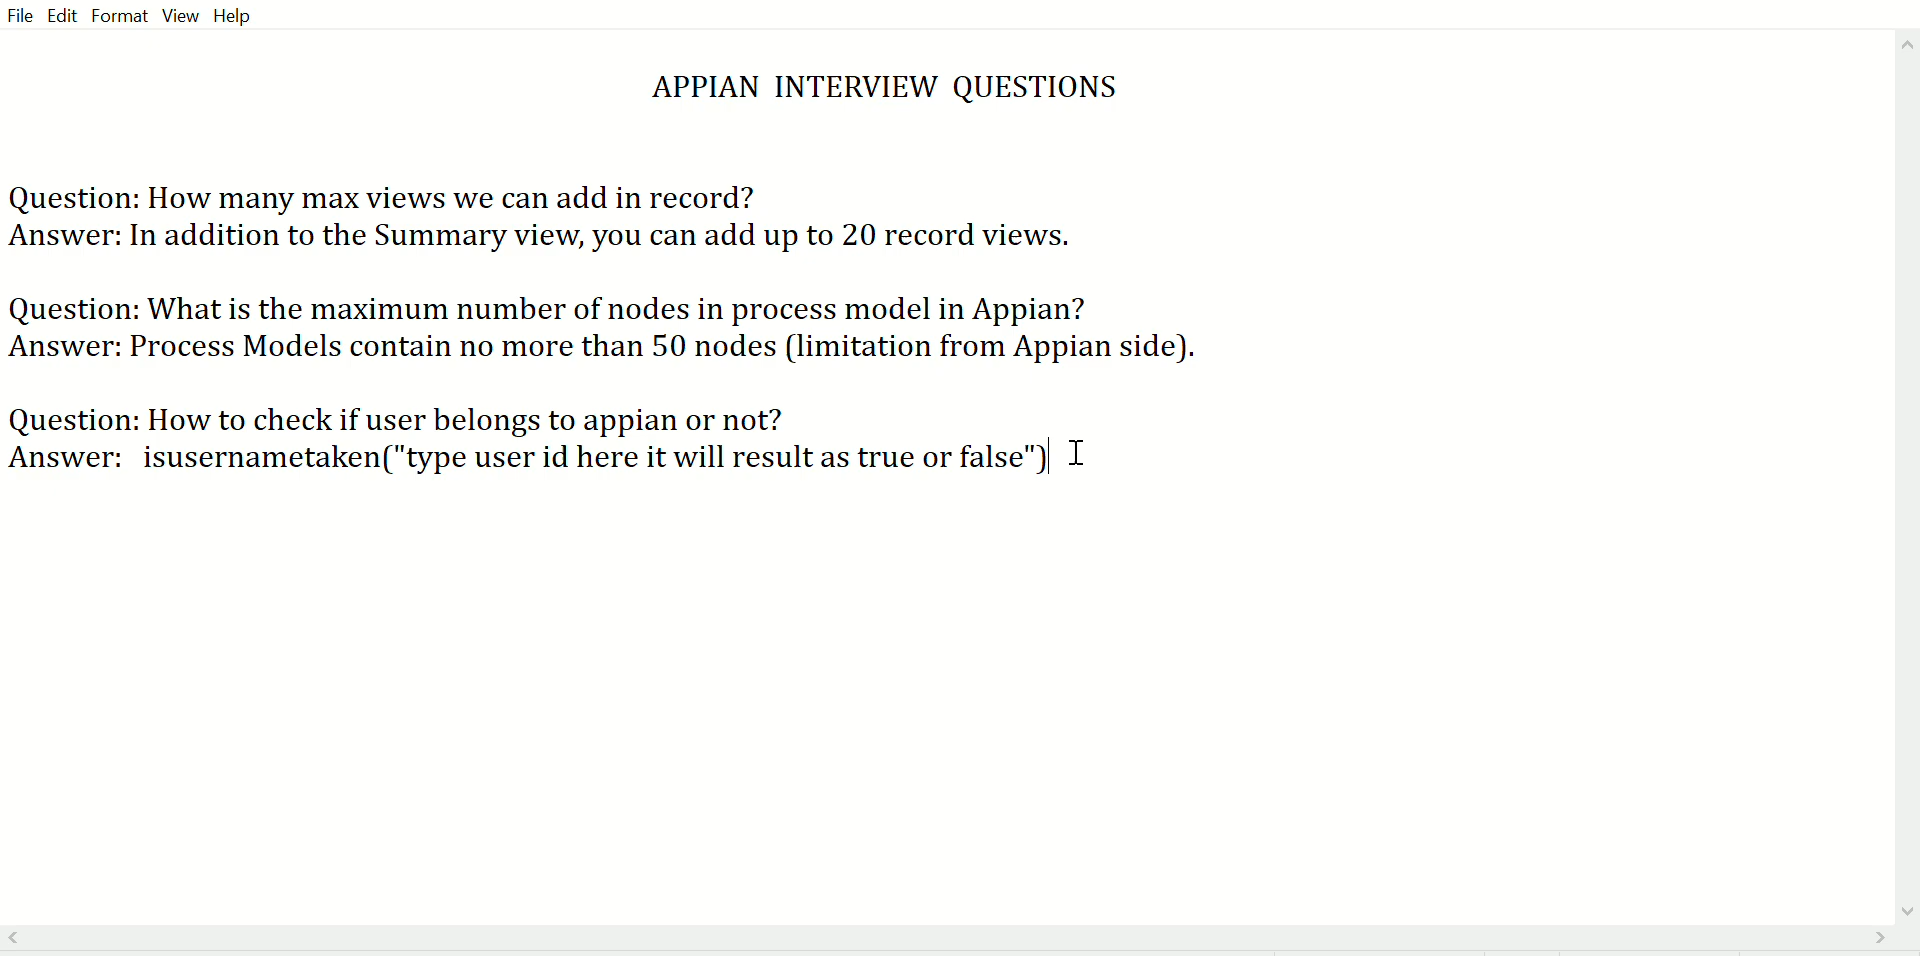 File Edit Format View Help
APPIAN INTERVIEW QUESTIONS
Question: How many max views we can add in record?
Answer: In addition to the Summary view, you can add up to 20 record views.
Question: What is the maximum number of nodes in process model in Appian?
Answer: Process Models contain no more than 50 nodes (limitation from Appian side).
Question: How to check if user belongs to appian or not?
Answer: isusernametaken("type user id here it will result as true or false")